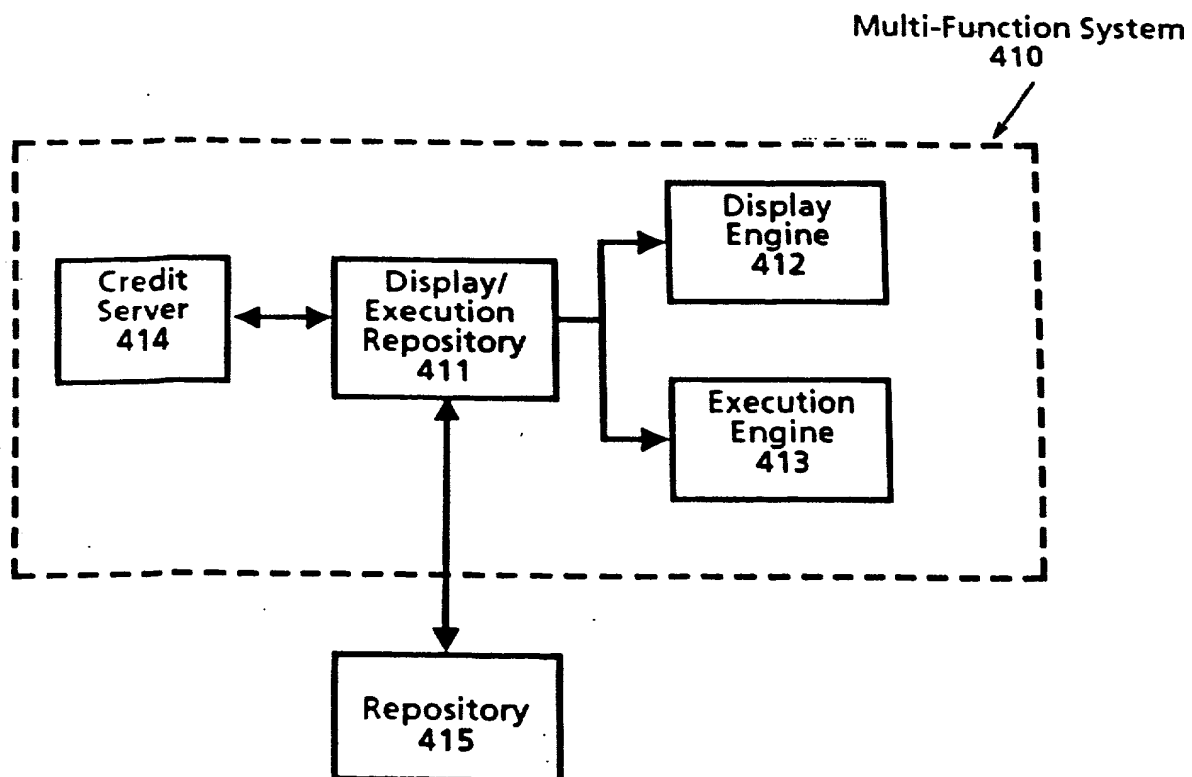 Multi-Function System
410
Display
Engine
412
Credit
Server
414
Display/
Execution
Repository
411
Execution
Engine
413
Repository
415